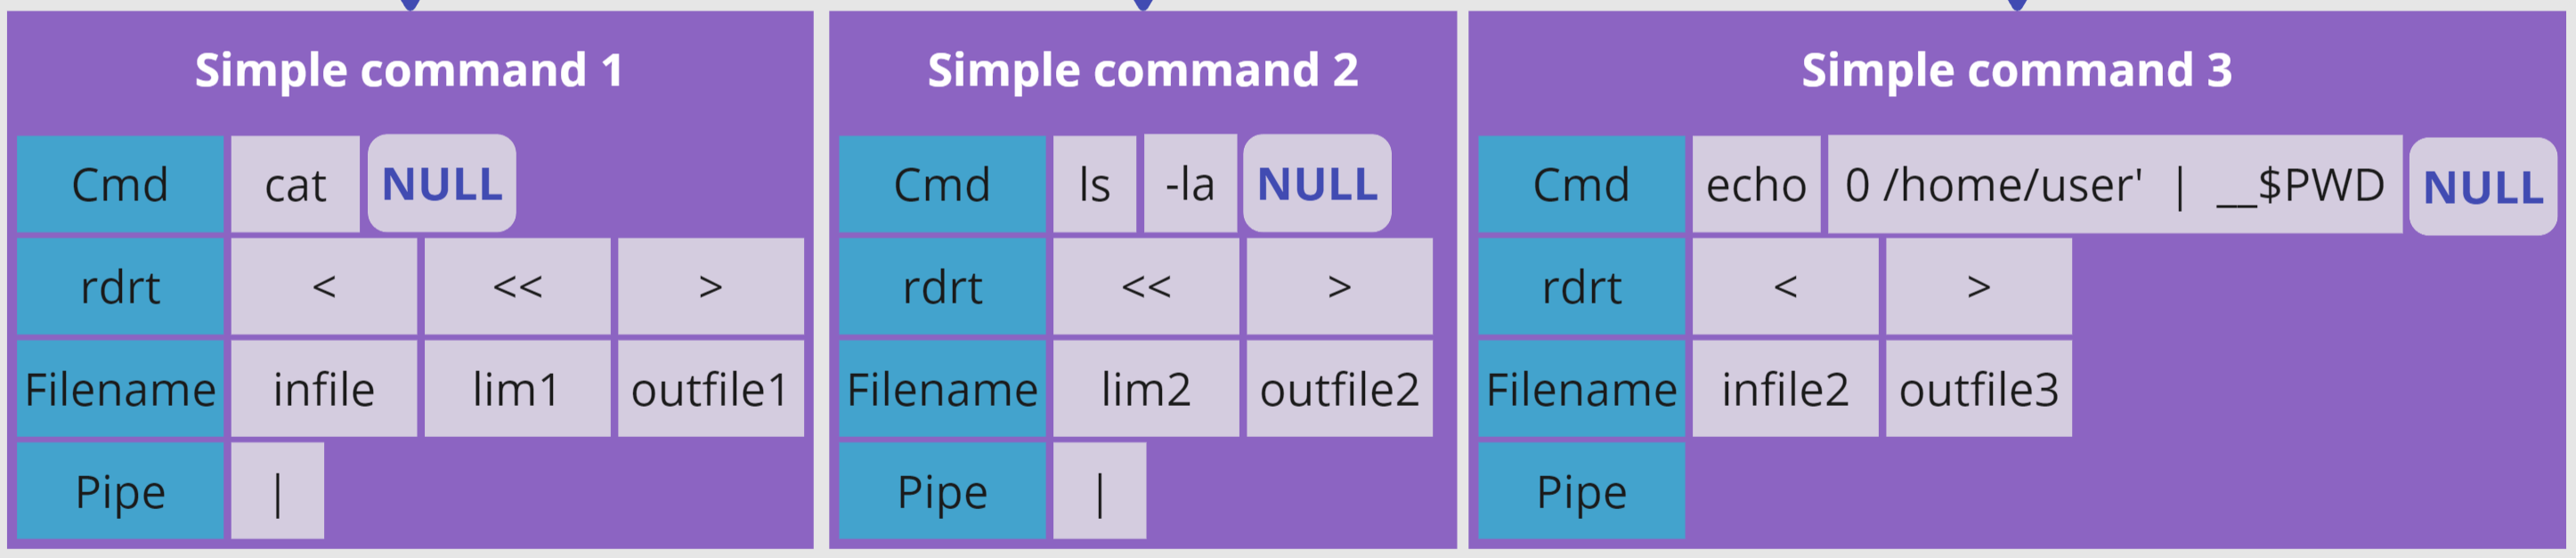 Simple command 1
Cmd cat NULL
rdrt < << >
Filename infile lim1 outfile1
Pipe |
Simple command 2
Cmd ls -la NULL
rdrt << >
Filename lim2 outfile2
Pipe |
Simple command 3
Cmd echo 0 /home/user' | __$PWD NULL
rdrt < >
Filename infile2 outfile3
Pipe